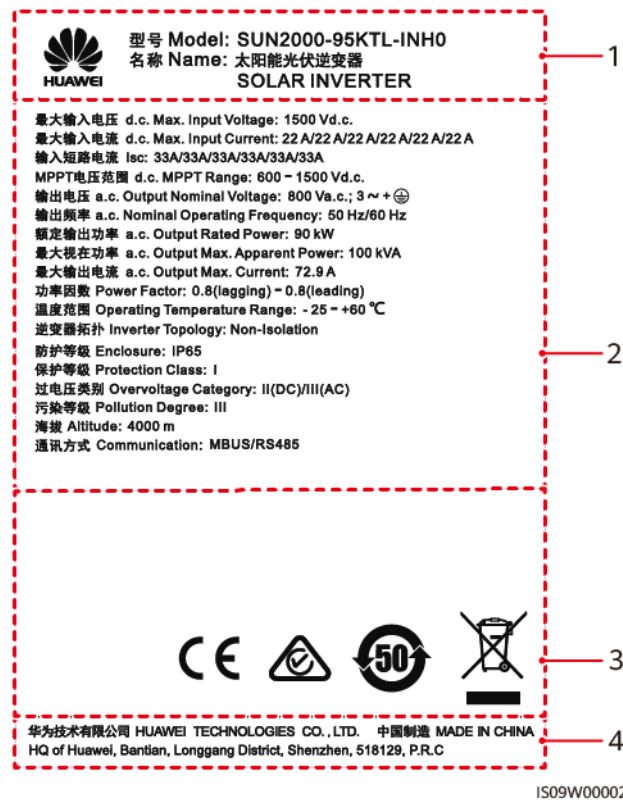 HUAWEI
型号 Model: SUN2000-95KTL-INH0
名称 Name: 太阳能光伏逆变器
SOLAR INVERTER
1
最大输入电压 d.c. Max. Input Voltage: 1500 Vd.c.
最大输入电流 d.c. Max. Input Current: 22 A/22 A/22 A/22 A/22 A/22 A
输入短路电流 Isc: 33A/33A/33A/33A/33A/33A
MPPT电压范围 d.c. MPPT Range: 600 - 1500 Vd.c.
输出电压 a.c. Output Nominal Voltage: 800 Va.c.; 3 ~ + ⏚
输出频率 a.c. Nominal Operating Frequency: 50 Hz/60 Hz
额定输出功率 a.c. Output Rated Power: 90 kW
最大视在功率 a.c. Output Max. Apparent Power: 100 kVA
最大输出电流 a.c. Output Max. Current: 72.9 A
功率因数 Power Factor: 0.8(lagging) - 0.8(leading)
温度范围 Operating Temperature Range: - 25 - +60 ℃
逆变器拓扑 Inverter Topology: Non-Isolation
防护等级 Enclosure: IP65
保护等级 Protection Class: I
过电压类别 Overvoltage Category: II(DC)/III(AC)
污染等级 Pollution Degree: III
海拔 Altitude: 4000 m
通讯方式 Communication: MBUS/RS485
2
CE
50
3
华为技术有限公司 HUAWEI TECHNOLOGIES CO., LTD. 中国制造 MADE IN CHINA
HQ of Huawei, Bantian, Longgang District, Shenzhen, 518129, P.R.C
4
IS09W00002